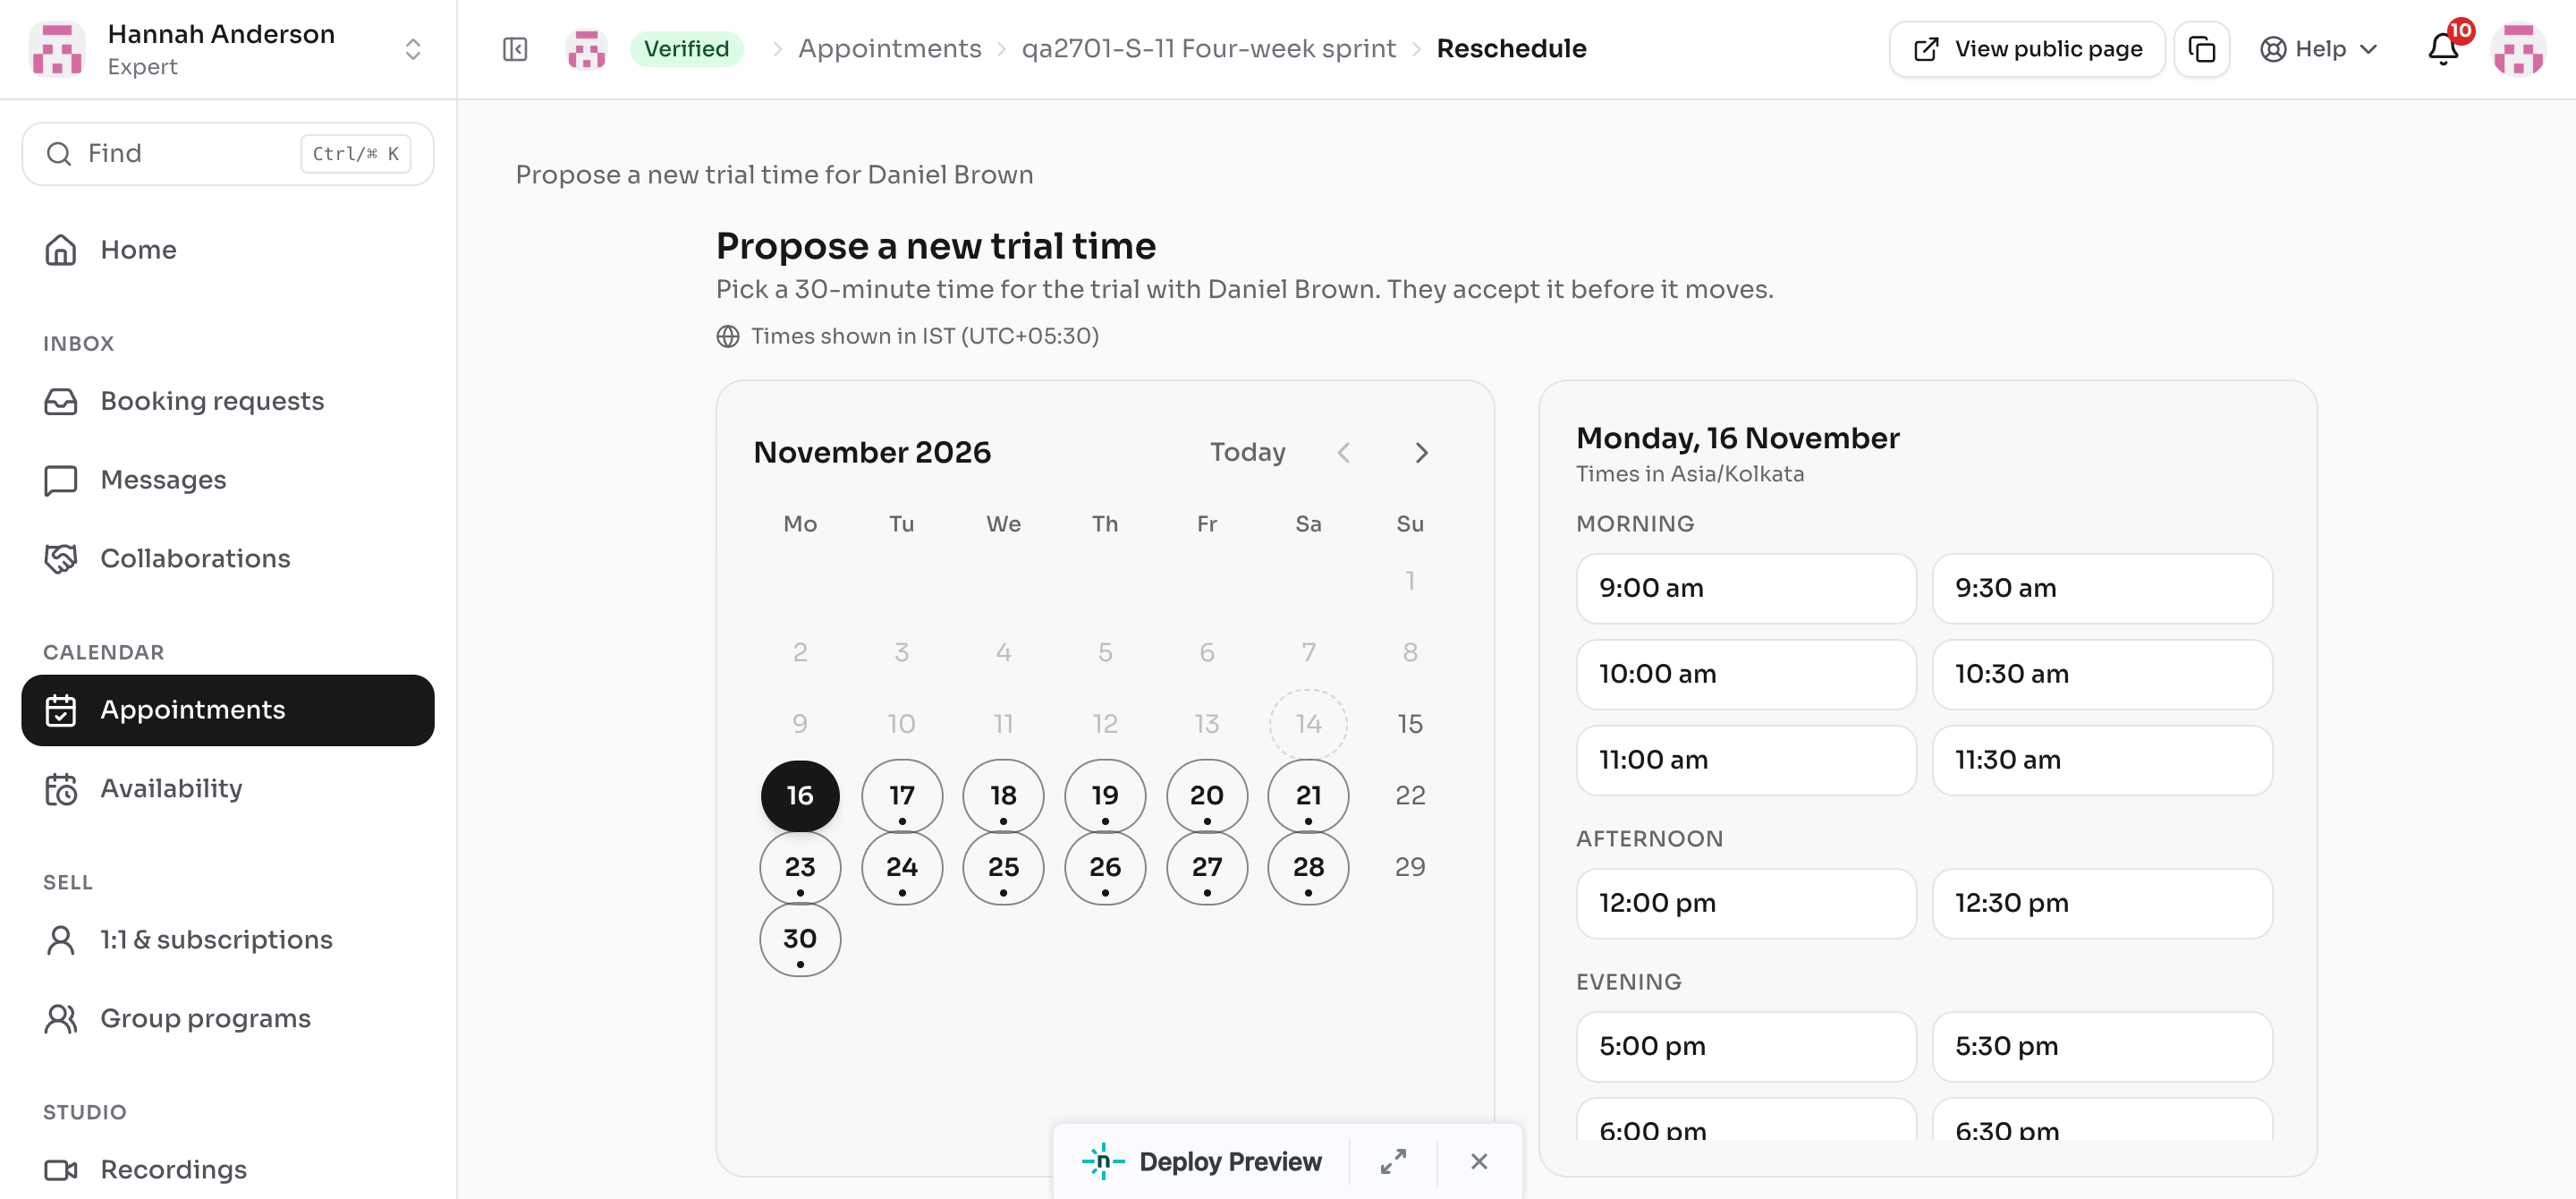 Hannah Anderson
Expert
Verified
Appointments
qa2701-S-11 Four-week sprint
Reschedule
View public page
Help
10
Find
Ctrl/⌘ K
Home
INBOX
Booking requests
Messages
Collaborations
CALENDAR
Appointments
Availability
SELL
1:1 & subscriptions
Group programs
STUDIO
Recordings
Propose a new trial time for Daniel Brown
Propose a new trial time
Pick a 30-minute time for the trial with Daniel Brown. They accept it before it moves.
Times shown in IST (UTC+05:30)
November 2026 Today
Mo Tu We Th Fr Sa Su
1
2 3 4 5 6 7 8
9 10 11 12 13 14 15
16 17 18 19 20 21 22
23 24 25 26 27 28 29
30
Monday, 16 November
Times in Asia/Kolkata
MORNING
9:00 am 9:30 am
10:00 am 10:30 am
11:00 am 11:30 am
AFTERNOON
12:00 pm 12:30 pm
EVENING
5:00 pm 5:30 pm
6:00 pm 6:30 pm
n Deploy Preview